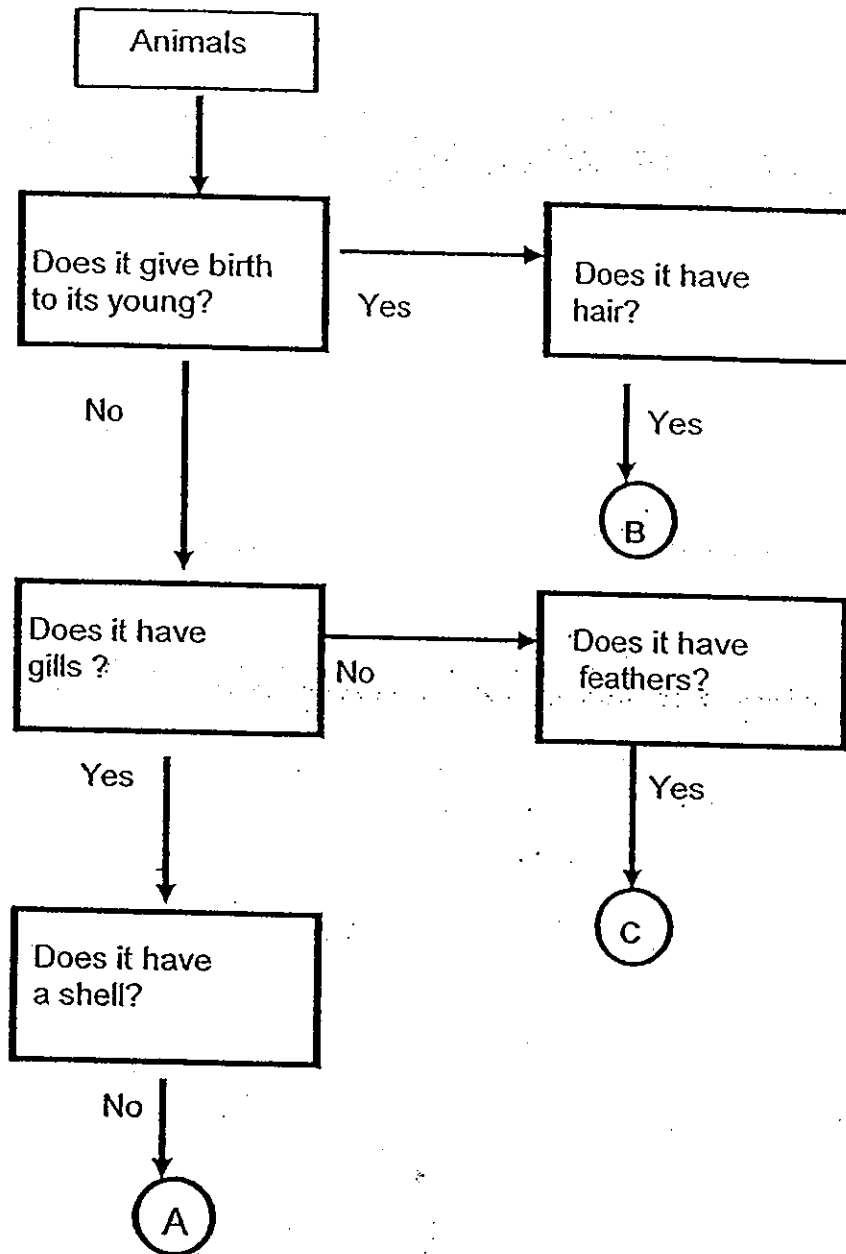 Animals
Does it give birth
to its young?
Yes
Does it have
hair?
No
Yes
B
Does it have
gills ?
No
Does it have
feathers?
Yes
Yes
C
Does it have
a shell?
No
A